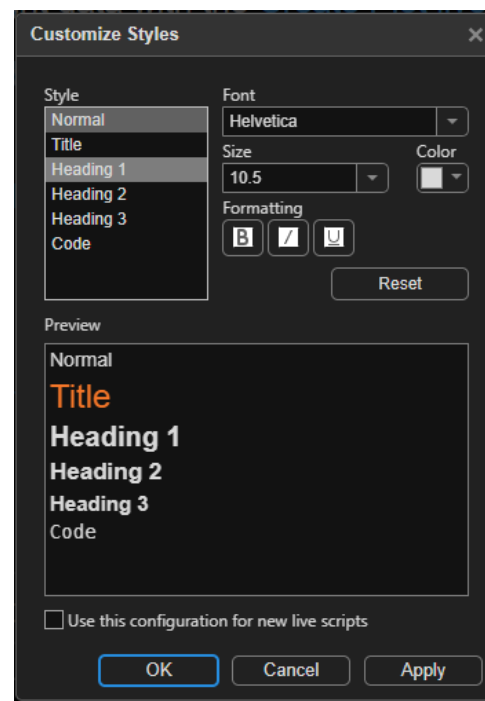 Customize Styles
Style
Font
Normal
Helvetica
Title
Size
Color
Heading 1
10.5
Heading 2
Heading 3
Formatting
Code
B I U
Reset
Preview
Normal
Title
Heading 1
Heading 2
Heading 3
Code
Use this configuration for new live scripts
OK
Cancel
Apply